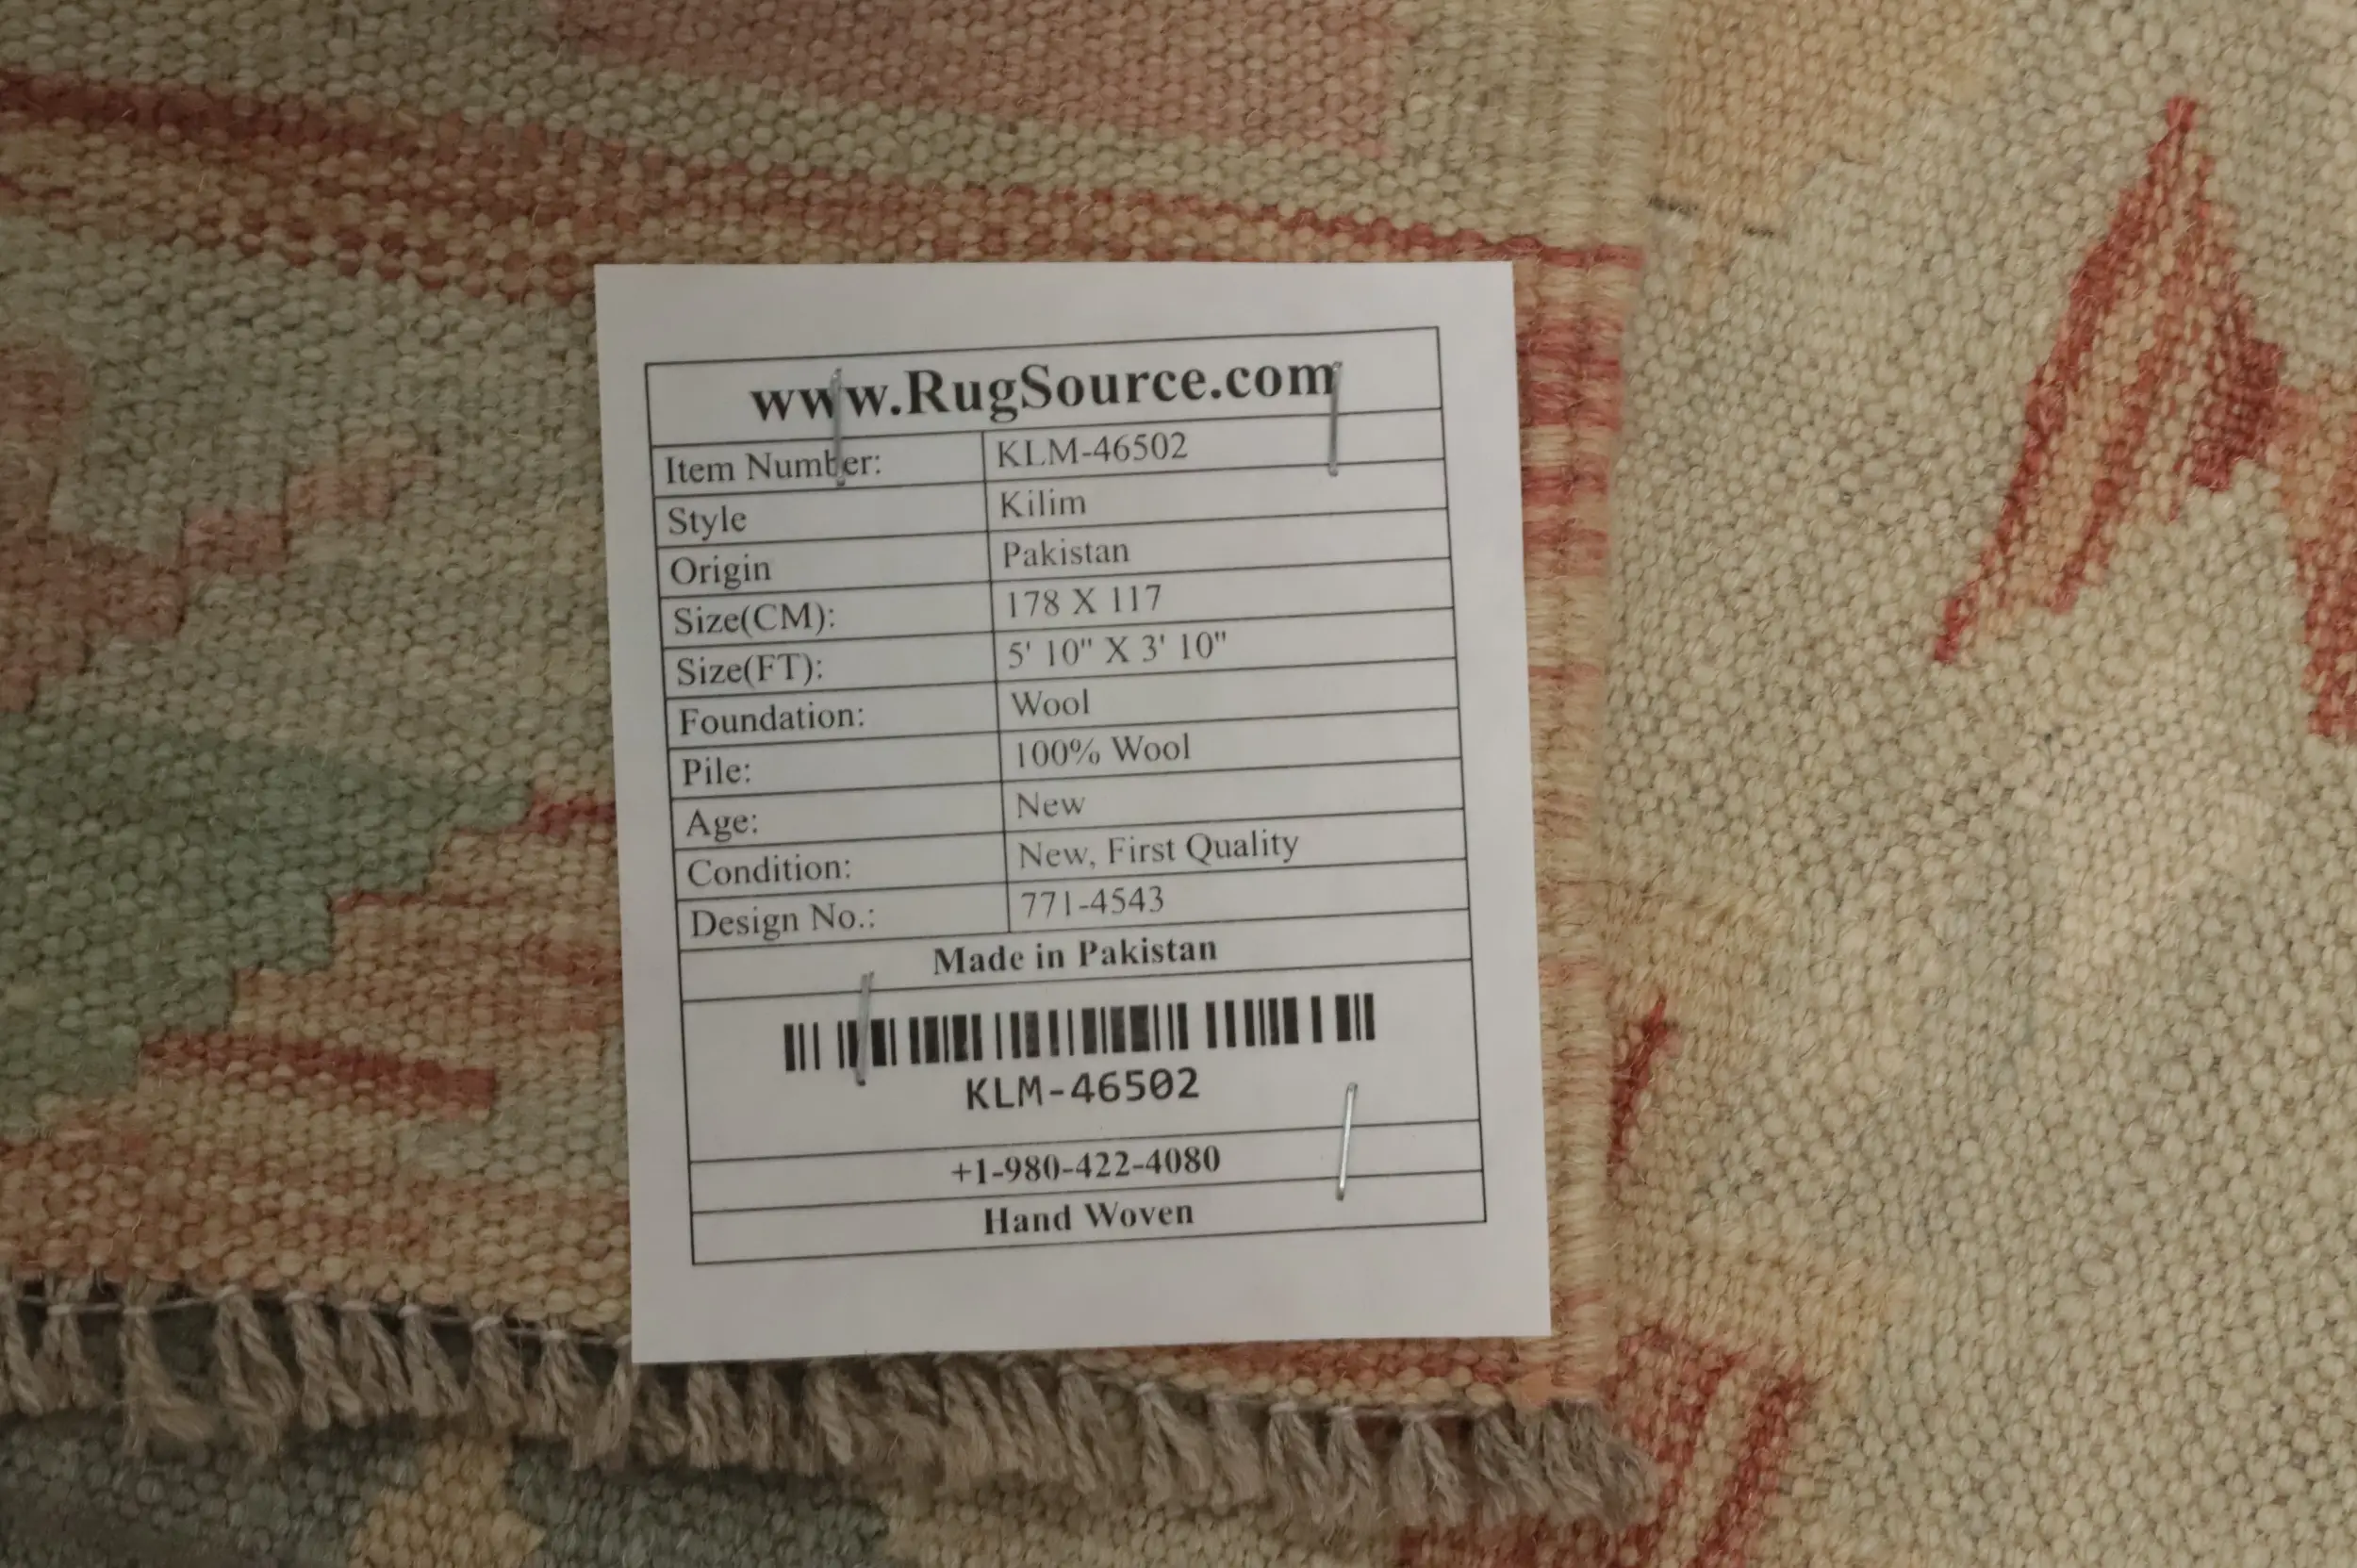 www.RugSource.com
Item Number: KLM-46502
Style Kilim
Origin Pakistan
Size(CM): 178 X 117
Size(FT): 5' 10" X 3' 10"
Foundation: Wool
Pile: 100% Wool
Age: New
Condition: New, First Quality
Design No.: 771-4543
Made in Pakistan
KLM-46502
+1-980-422-4080
Hand Woven